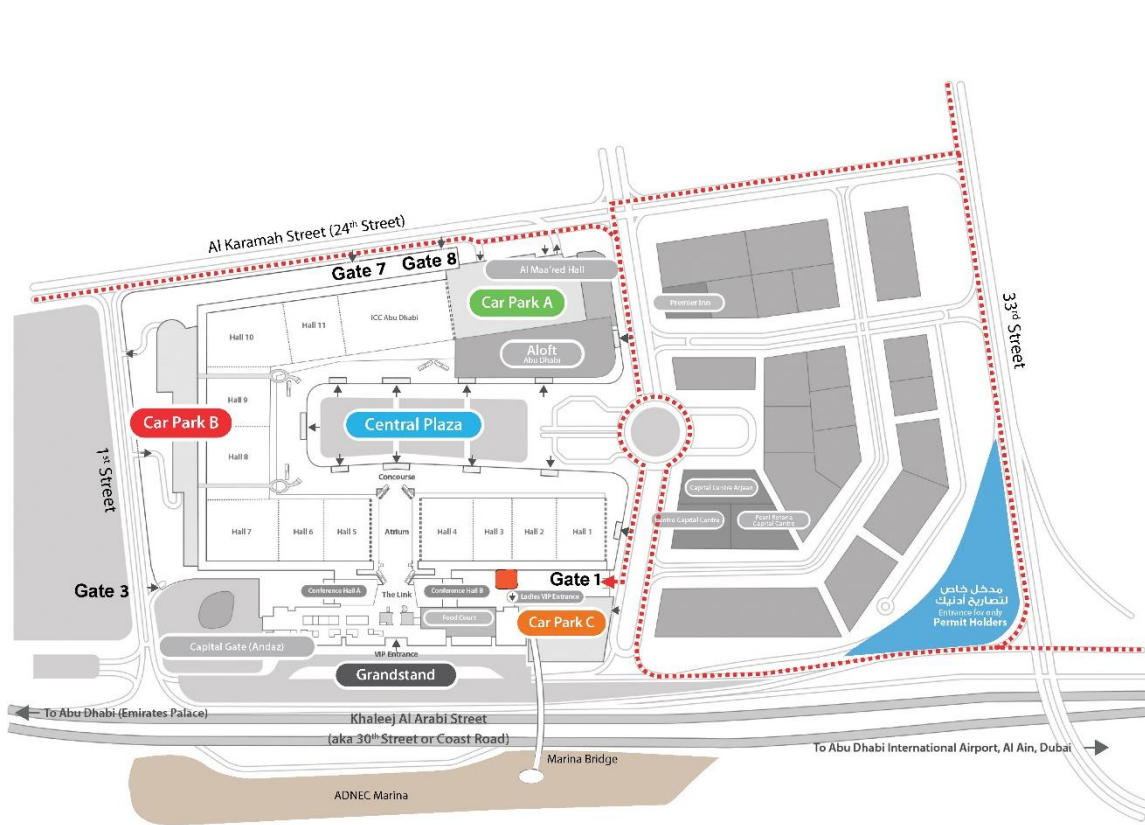 Al Karamah Street (24th Street)
Gate 7
Gate 8
Al Maa'red Hall
Car Park A
Premier Inn
33rd Street
ICC Abu Dhabi
Hall 11
Hall 10
Aloft
Abu Dhabi
Hall 9
Car Park B
Central Plaza
Hall 8
1st Street
Concourse
Capital Centre Arjaan
Centro Capital Centre
Pearl Rotana
Capital Centre
Hall 7
Hall 6
Hall 5
Atrium
Hall 4
Hall 3
Hall 2
Hall 1
Gate 3
Gate 1
Conference Hall A
The Link
Conference Hall B
Ladies VIP Entrance
Food Court
Car Park C
مدخل خاص
لتصاريح أدنيك
Entrance for only
Permit Holders
Capital Gate (Andaz)
VIP Entrance
Grandstand
To Abu Dhabi (Emirates Palace)
Khaleej Al Arabi Street
(aka 30th Street or Coast Road)
To Abu Dhabi International Airport, Al Ain, Dubai
Marina Bridge
ADNEC Marina